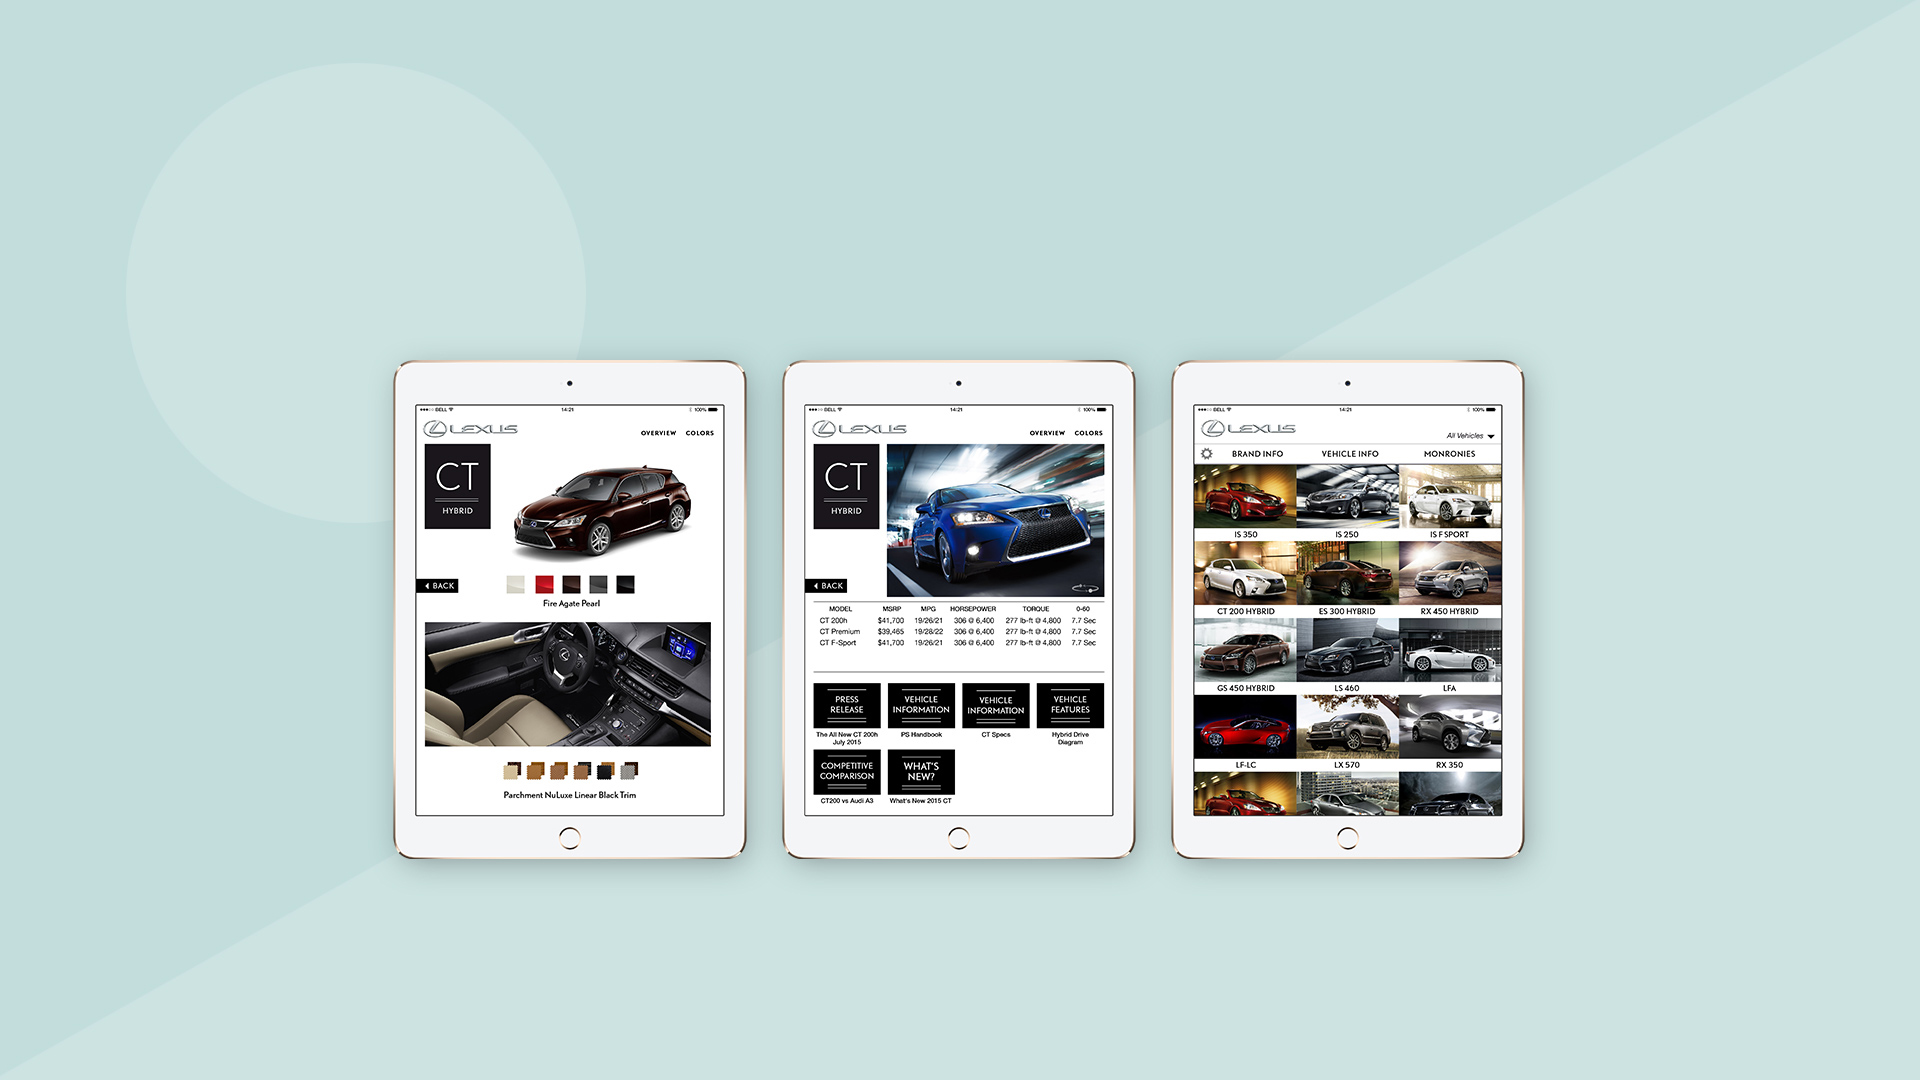 BELL
14:21
100%
LEXUS
OVERVIEW COLORS
CT
HYBRID
BACK
Fire Agate Pearl
Parchment NuLuxe Linear Black Trim
BELL
14:21
100%
LEXUS
OVERVIEW COLORS
CT
HYBRID
BACK
MODEL MSRP MPG HORSEPOWER TORQUE 0-60
CT 200h $41,700 19/26/21 306 @ 6,400 277 lb-ft @ 4,800 7.7 Sec
CT Premium $39,465 19/28/22 306 @ 6,400 277 lb-ft @ 4,800 7.7 Sec
CT F-Sport $41,700 19/26/21 306 @ 6,400 277 lb-ft @ 4,800 7.7 Sec
PRESS
RELEASE
The All New CT 200h
July 2015
VEHICLE
INFORMATION
PS Handbook
VEHICLE
INFORMATION
CT Specs
VEHICLE
FEATURES
Hybrid Drive
Diagram
COMPETITIVE
COMPARISON
CT200 vs Audi A3
WHAT'S
NEW?
What's New 2015 CT
BELL
14:21
100%
LEXUS
All Vehicles
BRAND INFO VEHICLE INFO MONRONIES
IS 350 IS 250 IS F SPORT
CT 200 HYBRID ES 300 HYBRID RX 450 HYBRID
GS 450 HYBRID LS 460 LFA
LF-LC LX 570 RX 350